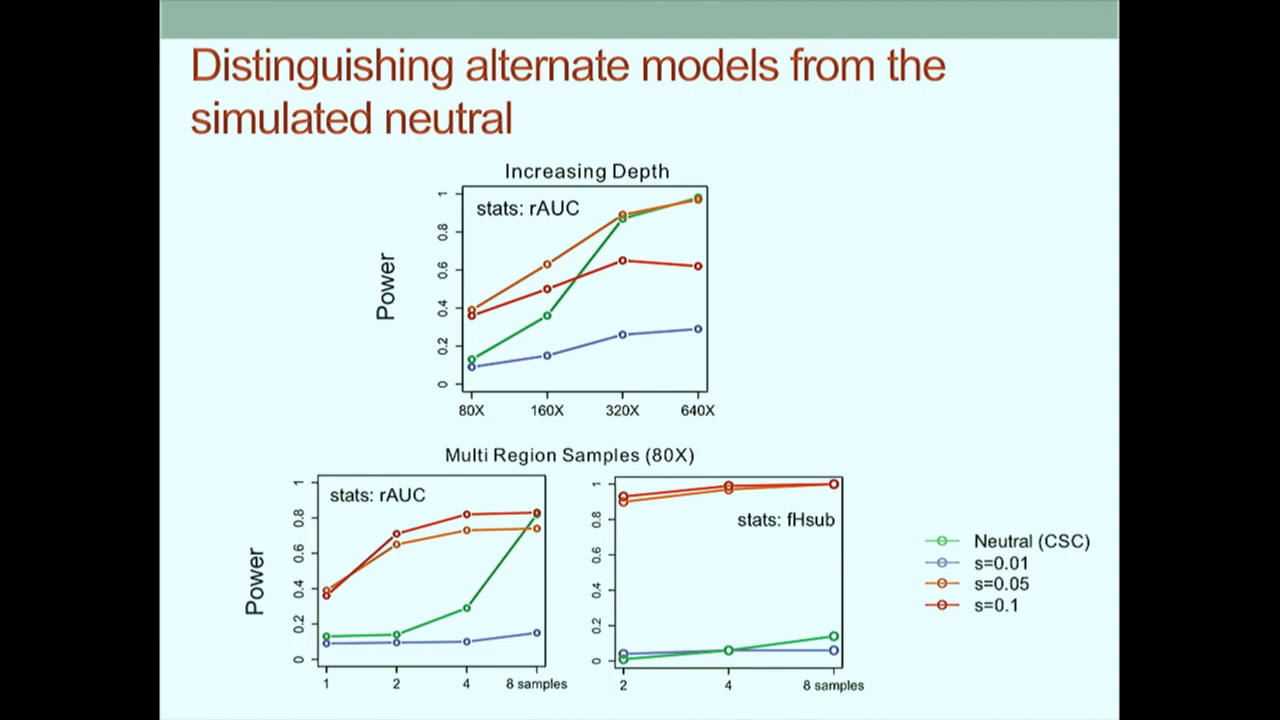 Distinguishing alternate models from the
simulated neutral
Increasing Depth
stats: rAUC
Power
1
0.8
0.6
0.4
0.2
0
80X
160X
320X
640X
Multi Region Samples (80X)
stats: rAUC
Power
1
0.8
0.6
0.4
0.2
0
1
2
4
8 samples
stats: fHsub
1
0.8
0.6
0.4
0.2
0
2
4
8 samples
Neutral (CSC)
s=0.01
s=0.05
s=0.1